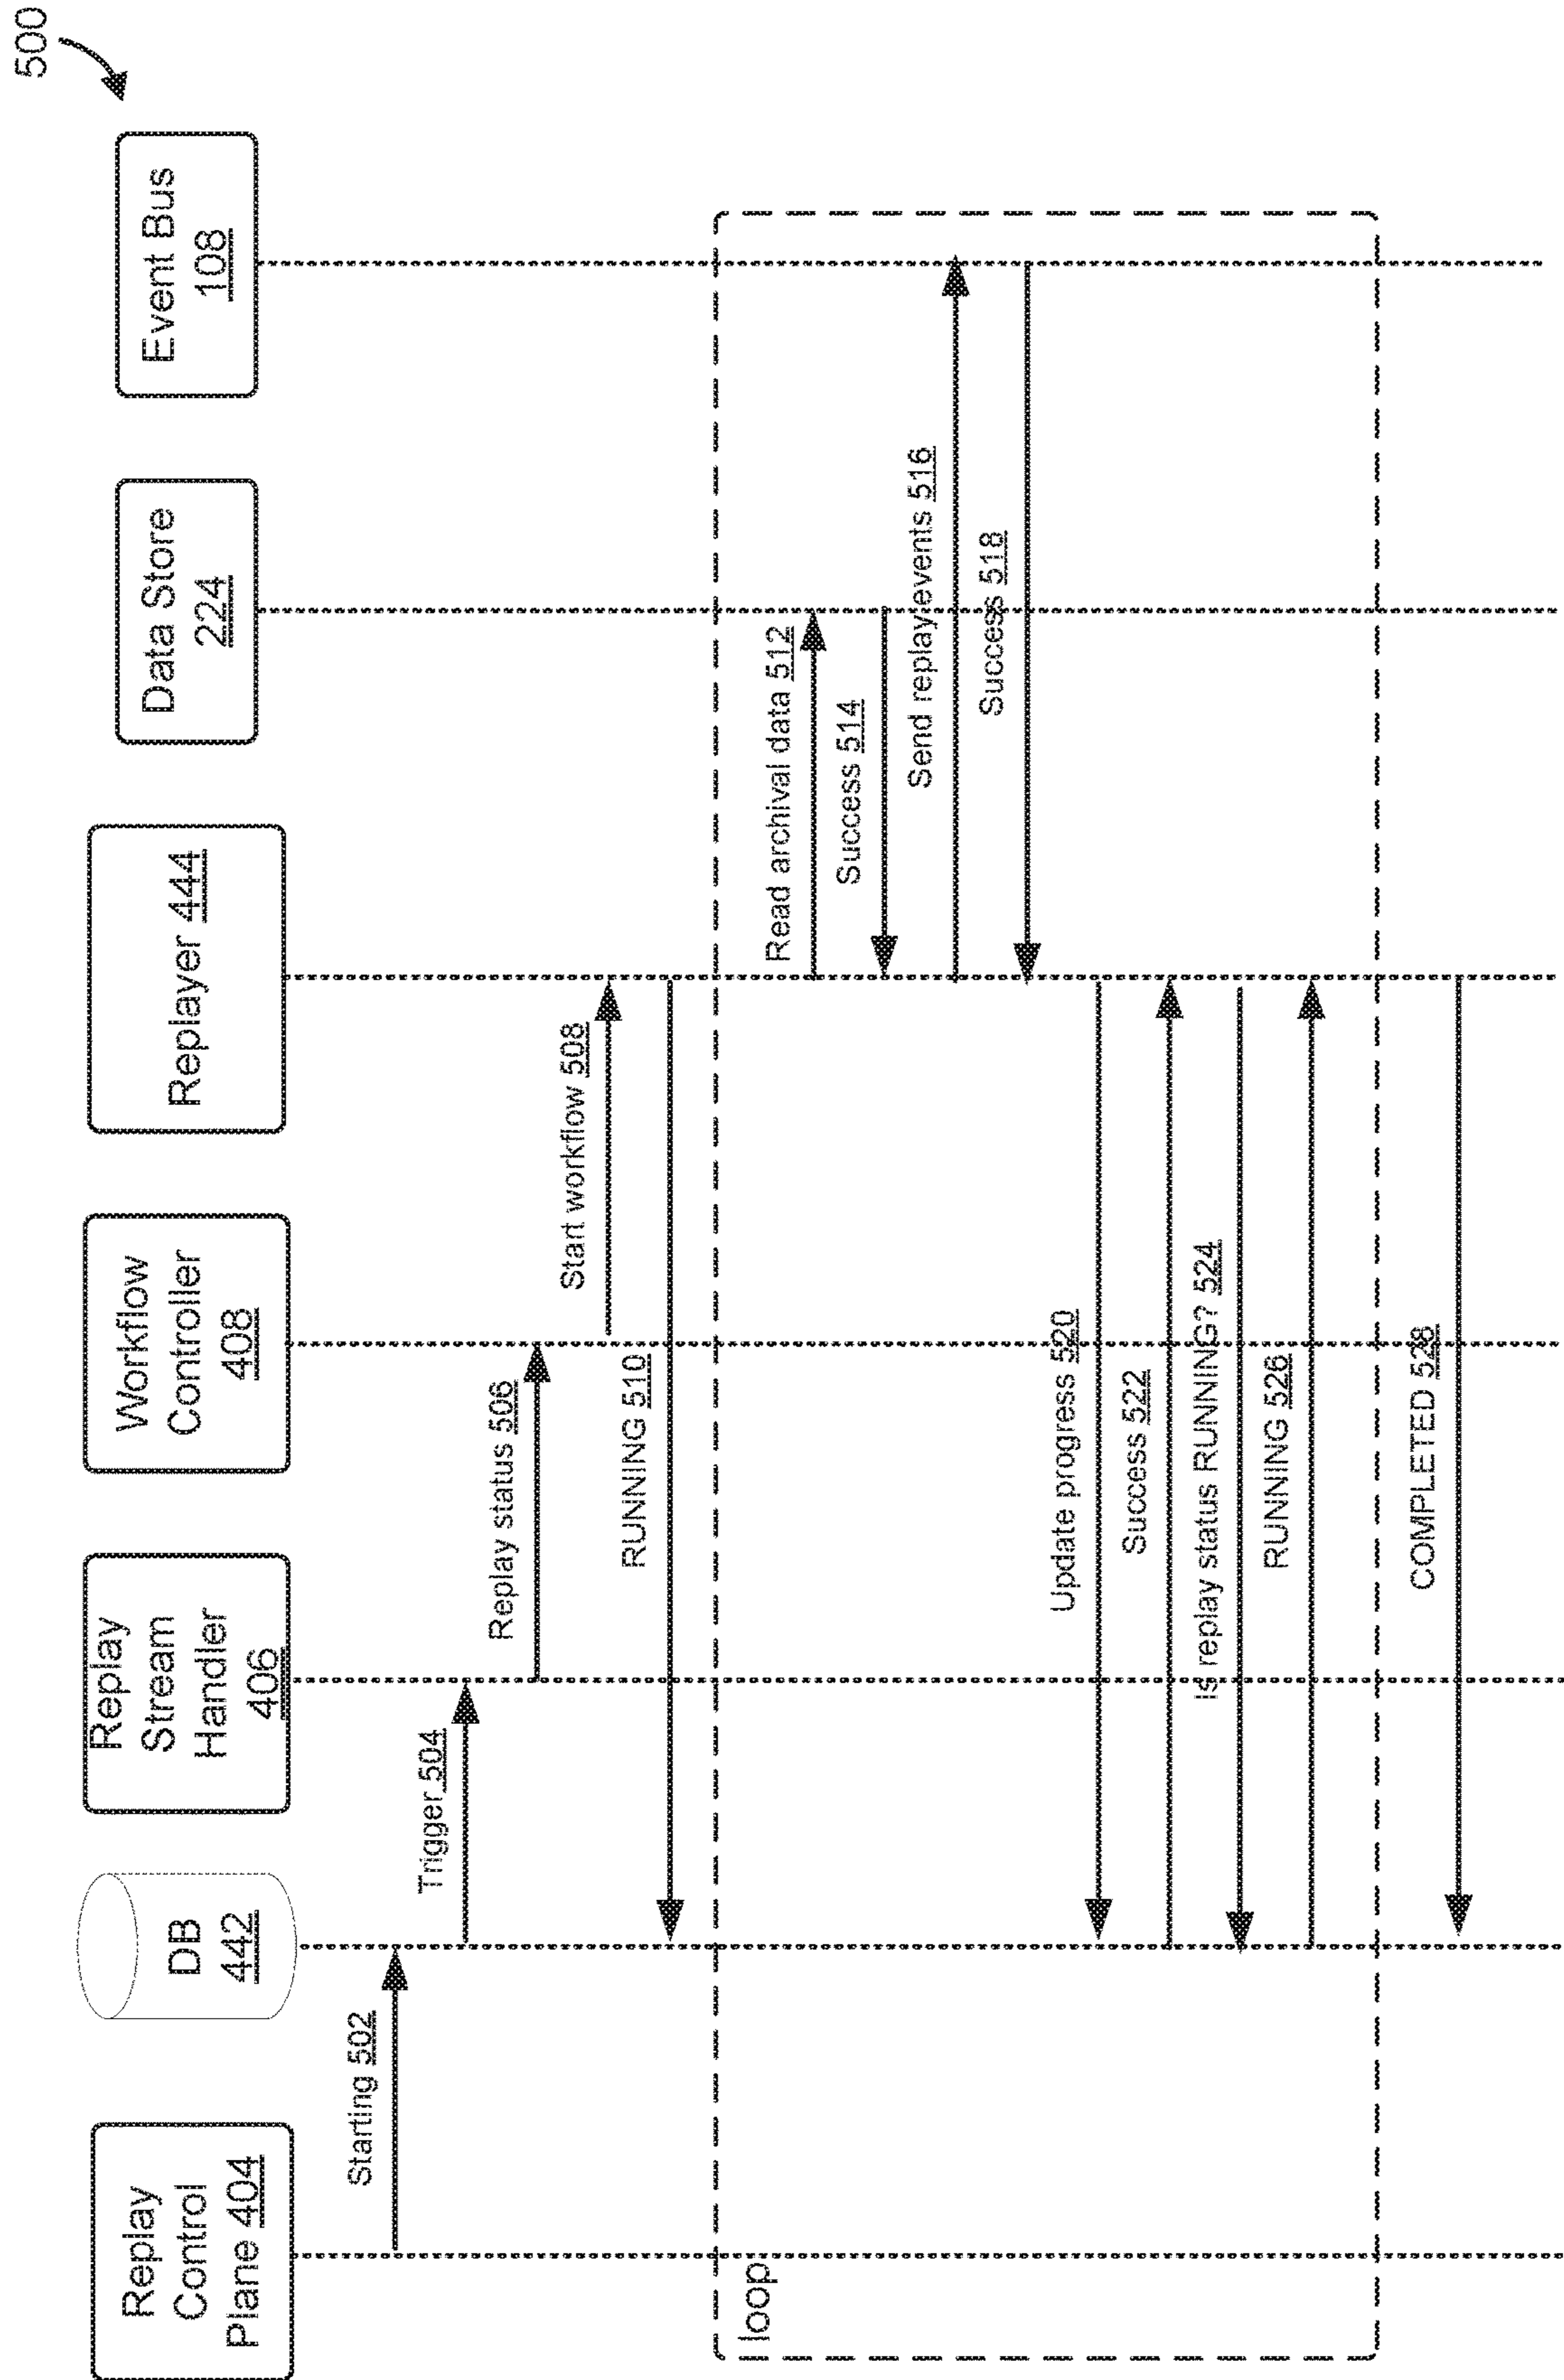 500
Replay
Control
Plane 404
DB
442
Replay
Stream
Handler
406
Workflow
Controller
408
Replayer 444
Data Store
224
Event Bus
108
Starting 502
Trigger 504
Replay status 506
Start workflow 508
RUNNING 510
loop
Read archival data 512
Success 514
Send replay events 516
Success 518
Update progress 520
Success 522
Is replay status RUNNING? 524
RUNNING 526
COMPLETED 528